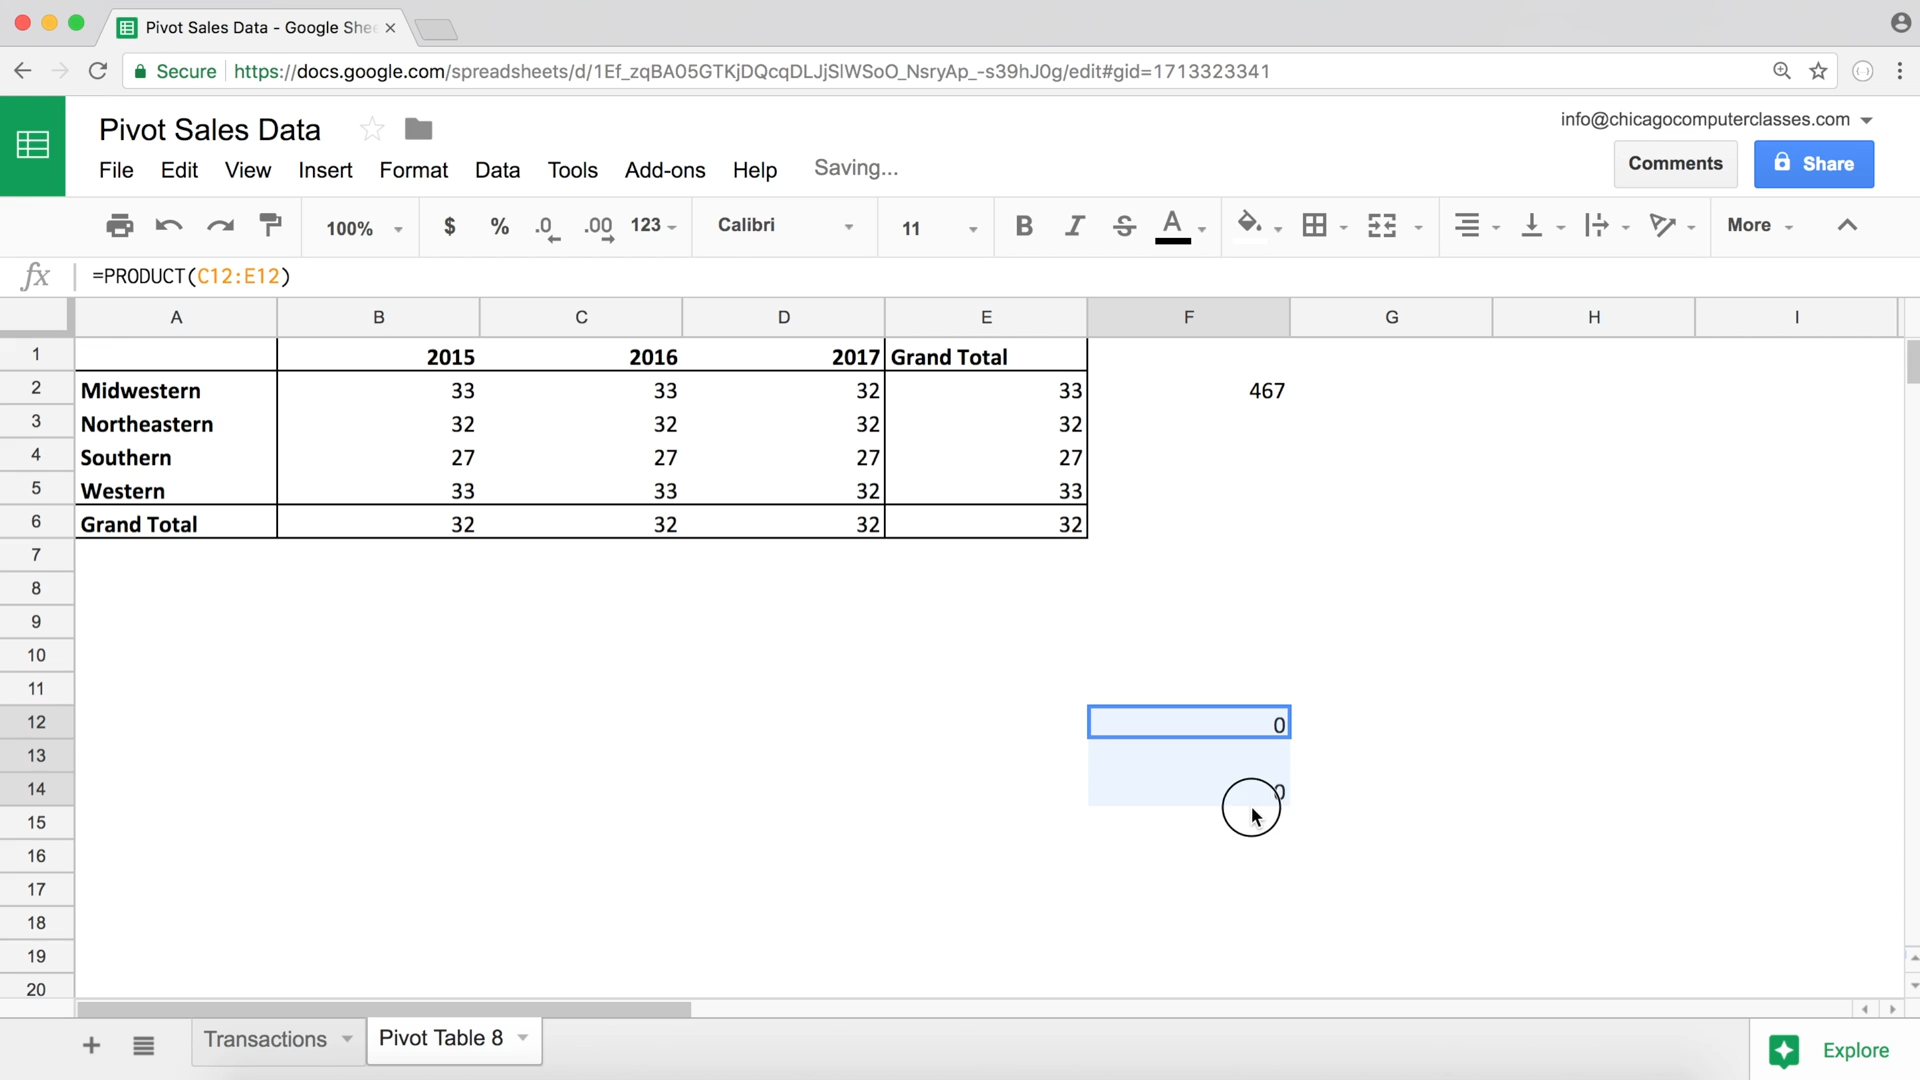 Pivot Sales Data - Google Shee
Secure https://docs.google.com/spreadsheets/d/1Ef_zqBA05GTKjDQcqDLJjSlWSoO_NsryAp_-s39hJ0g/edit#gid=1713323341
Pivot Sales Data
info@chicagocomputerclasses.com
File Edit View Insert Format Data Tools Add-ons Help Saving...
Comments Share
100% $ % .0 .00 123 Calibri 11 B I S A More
fx =PRODUCT(C12:E12)
A B C D E F G H I
1 2015 2016 2017 Grand Total
2 Midwestern 33 33 32 33 467
3 Northeastern 32 32 32 32
4 Southern 27 27 27 27
5 Western 33 33 32 33
6 Grand Total 32 32 32 32
7
8
9
10
11
12 0
13
14 0
15
16
17
18
19
20
Transactions Pivot Table 8 Explore